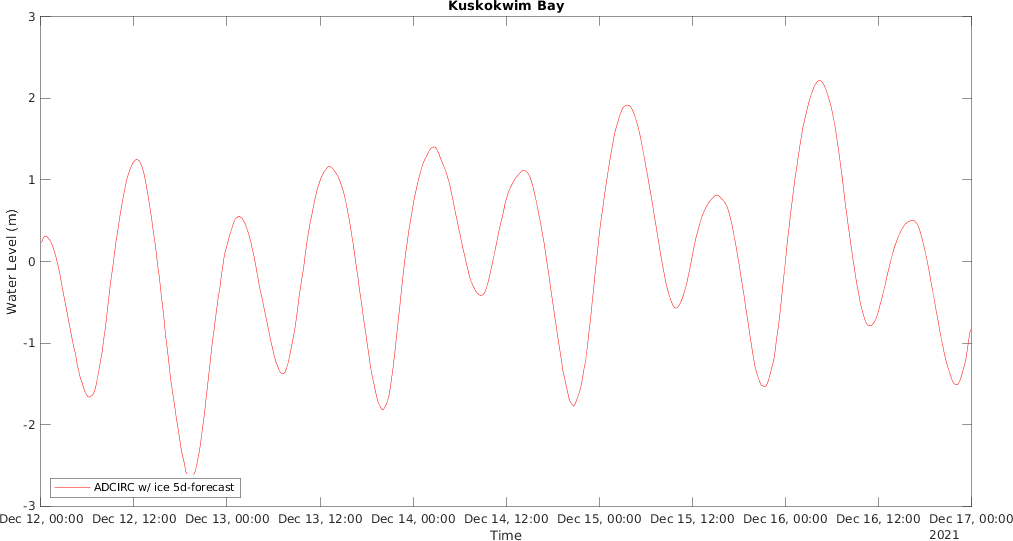 Kuskokwim Bay
3
2
1
0
-1
-2
-3
Water Level (m)
ADCIRC w/ ice 5d-forecast
Dec 12, 00:00 Dec 12, 12:00 Dec 13, 00:00 Dec 13, 12:00 Dec 14, 00:00 Dec 14, 12:00 Dec 15, 00:00 Dec 15, 12:00 Dec 16, 00:00 Dec 16, 12:00 Dec 17, 00:00
Time
2021